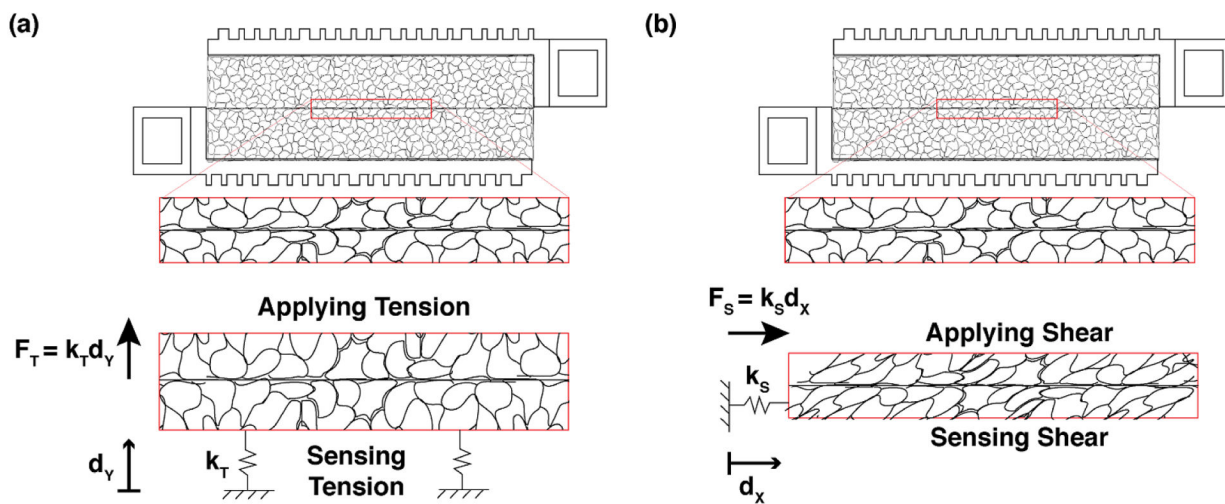 (a)
(b)
Applying Tension
F_T = k_T d_Y
d_Y
k_T
Sensing
Tension
F_S = k_S d_X
Applying Shear
k_S
Sensing Shear
d_X